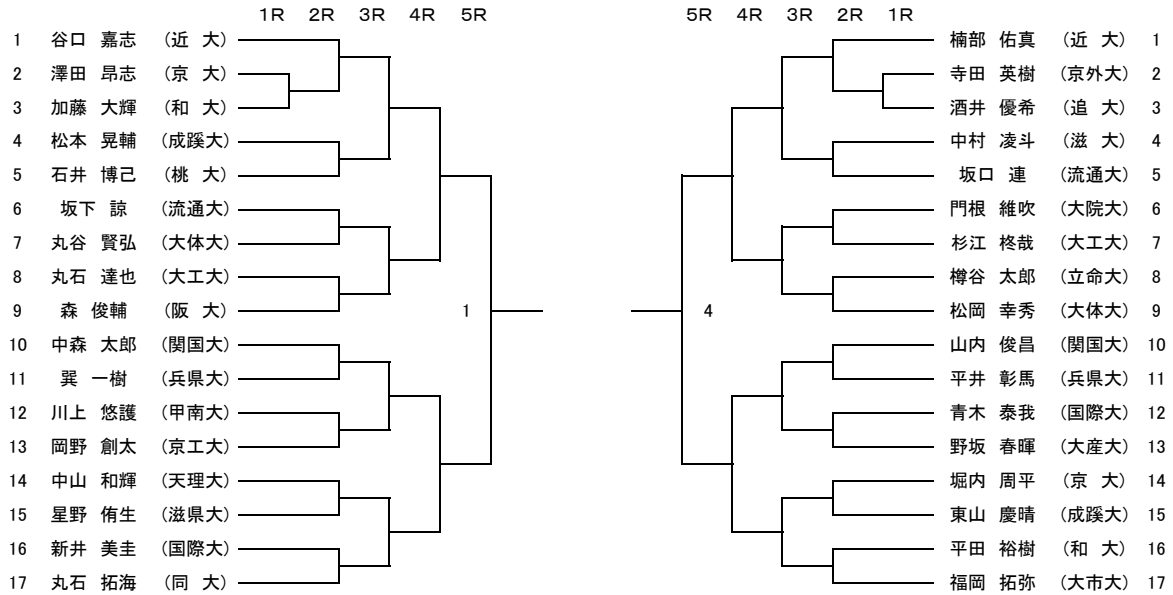 1R 2R 3R 4R 5R
1 谷口 嘉志 (近 大)
2 澤田 昂志 (京 大)
3 加藤 大輝 (和 大)
4 松本 晃輔 (成蹊大)
5 石井 博己 (桃 大)
6 坂下 諒 (流通大)
7 丸谷 賢弘 (大体大)
8 丸石 達也 (大工大)
9 森 俊輔 (阪 大)
1
10 中森 太郎 (関国大)
11 巽 一樹 (兵県大)
12 川上 悠護 (甲南大)
13 岡野 創太 (京工大)
14 中山 和輝 (天理大)
15 星野 侑生 (滋県大)
16 新井 美圭 (国際大)
17 丸石 拓海 (同 大)
5R 4R 3R 2R 1R
楠部 佑真 (近 大) 1
寺田 英樹 (京外大) 2
酒井 優希 (追 大) 3
中村 凌斗 (滋 大) 4
坂口 連 (流通大) 5
門根 維吹 (大院大) 6
杉江 柊哉 (大工大) 7
樽谷 太郎 (立命大) 8
松岡 幸秀 (大体大) 9
4
山内 俊昌 (関国大) 10
平井 彰馬 (兵県大) 11
青木 泰我 (国際大) 12
野坂 春暉 (大産大) 13
堀内 周平 (京 大) 14
東山 慶晴 (成蹊大) 15
平田 裕樹 (和 大) 16
福岡 拓弥 (大市大) 17